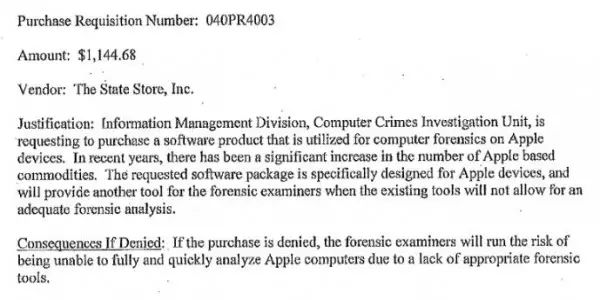 Purchase Requisition Number: 040PR4003
Amount: $1,144.68
Vendor: The State Store, Inc.
Justification: Information Management Division, Computer Crimes Investigation Unit, is
requesting to purchase a software product that is utilized for computer forensics on Apple
devices. In recent years, there has been a significant increase in the number of Apple based
commodities. The requested software package is specifically designed for Apple devices, and
will provide another tool for the forensic examiners when the existing tools will not allow for an
adequate forensic analysis.
Consequences If Denied: If the purchase is denied, the forensic examiners will run the risk of
being unable to fully and quickly analyze Apple computers due to a lack of appropriate forensic
tools.